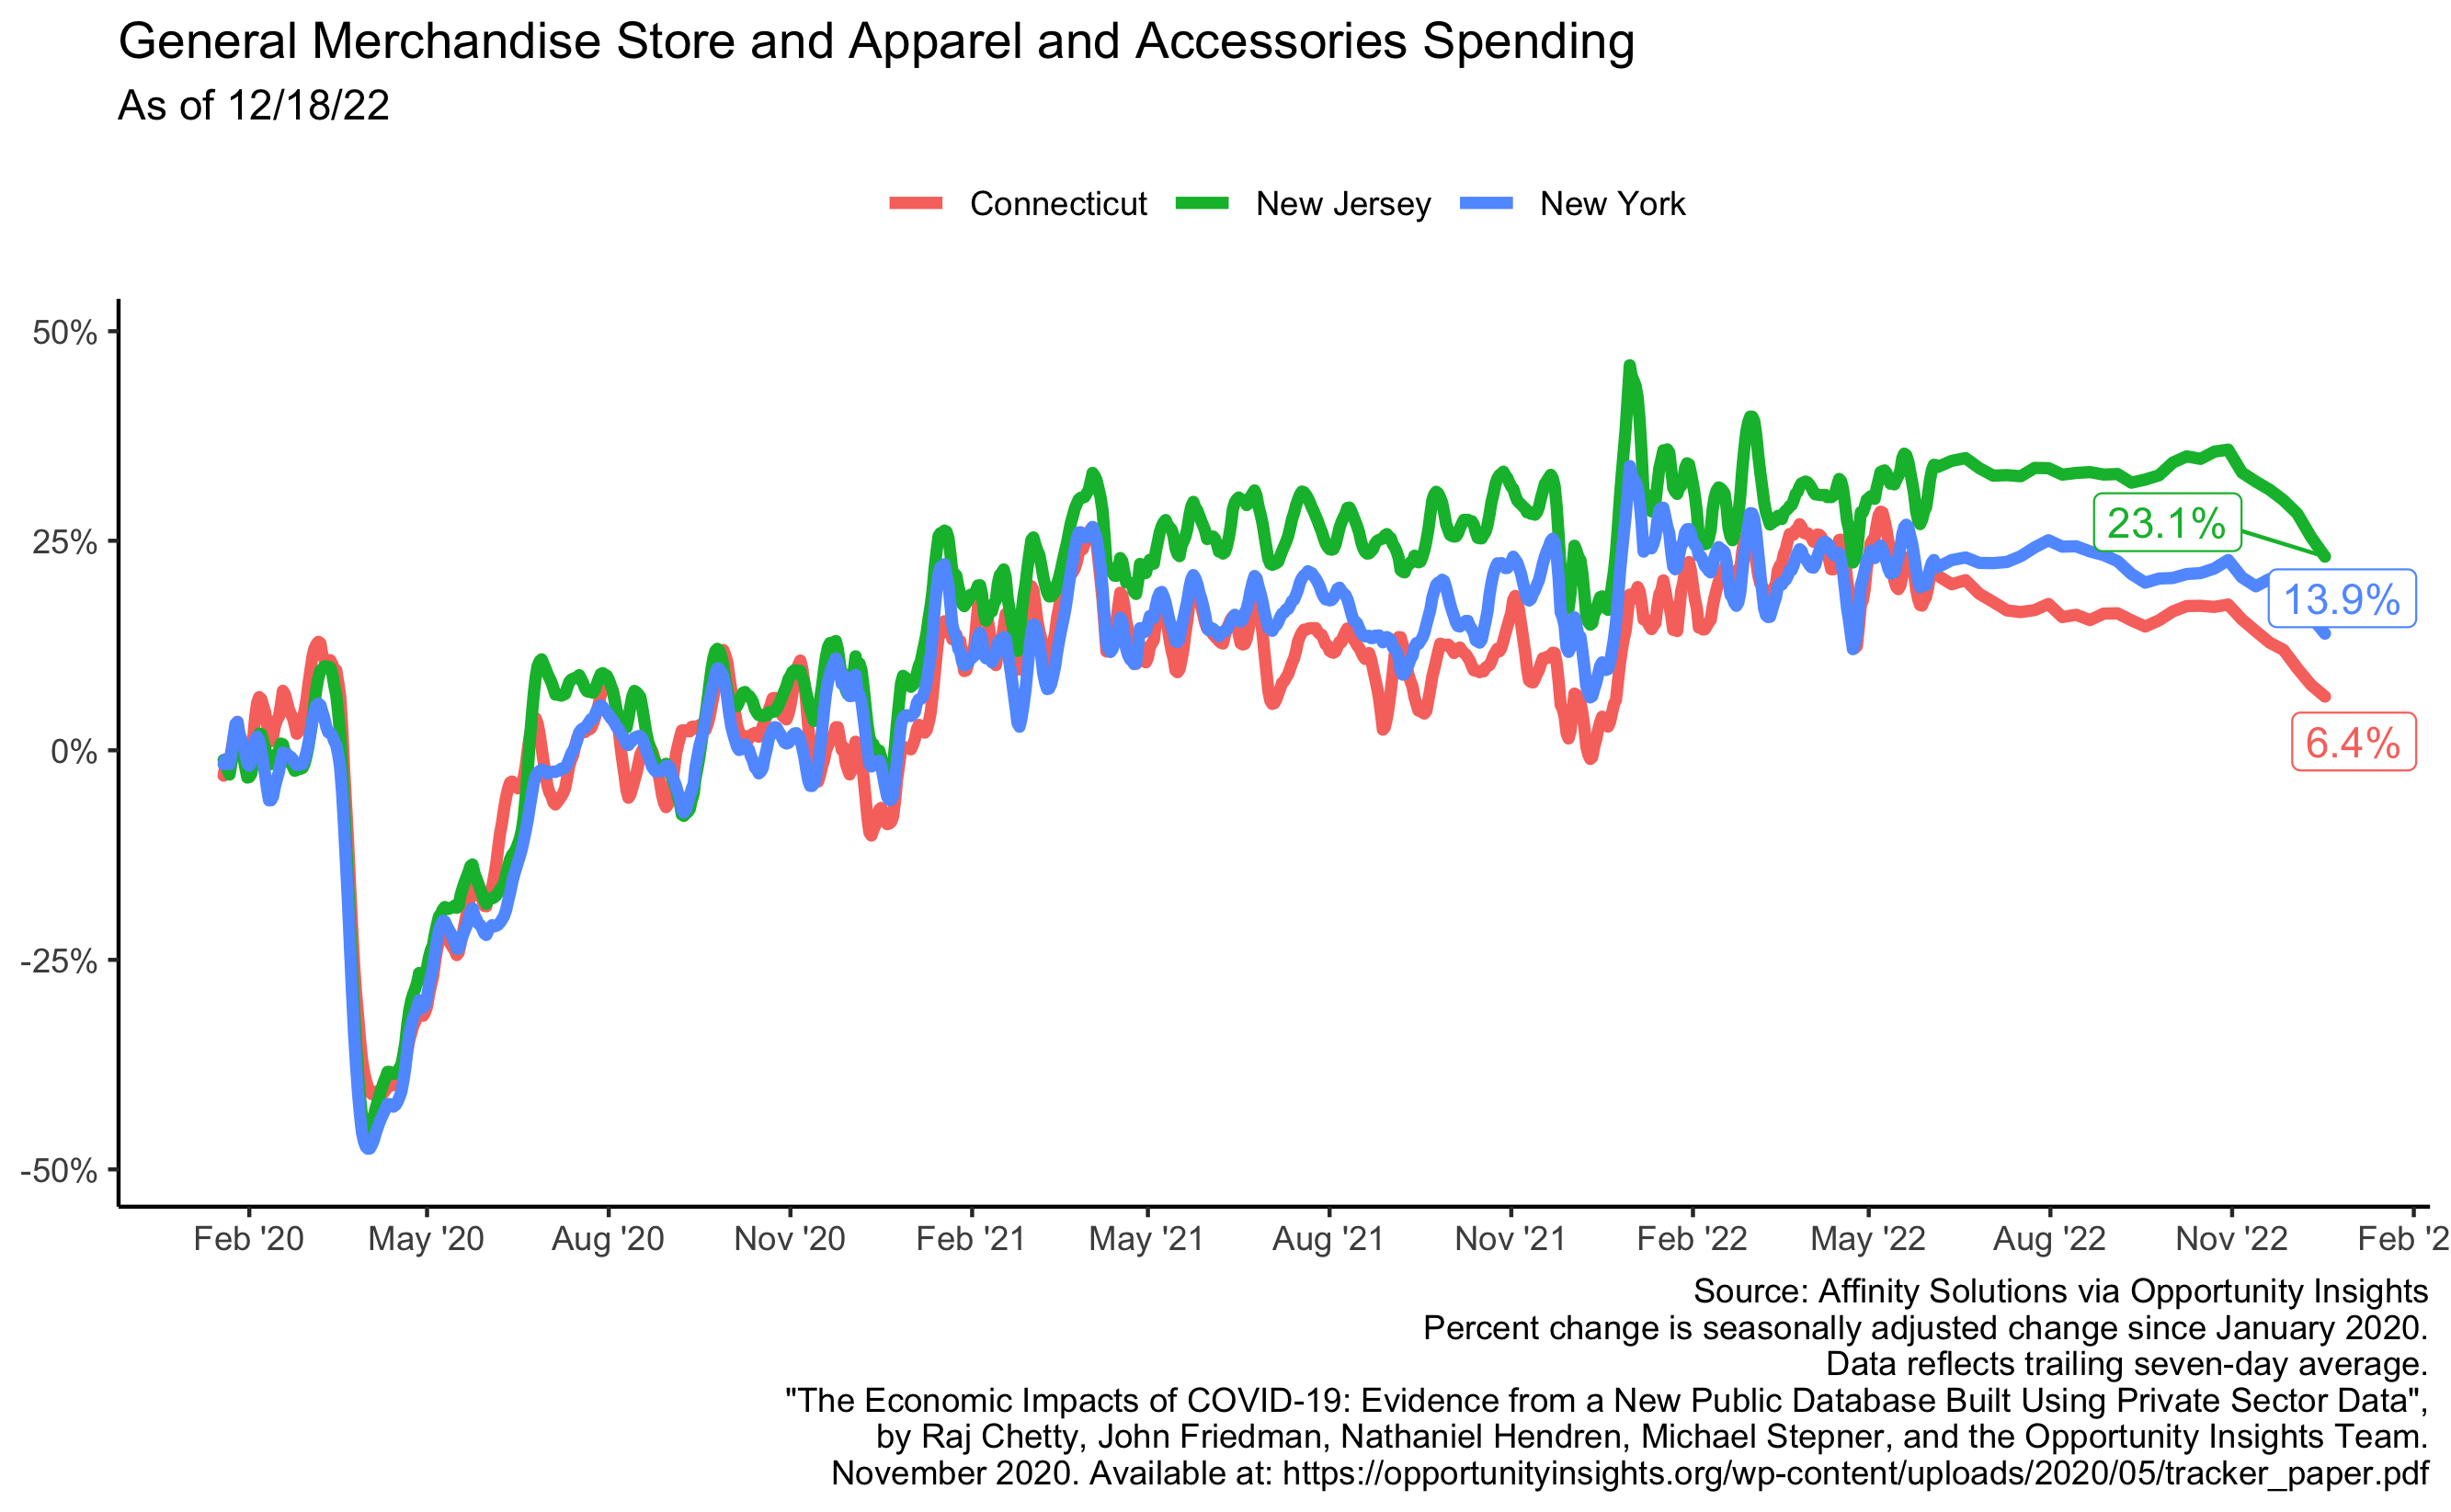 General Merchandise Store and Apparel and Accessories Spending
As of 12/18/22
Connecticut New Jersey New York
50%
25%
0%
-25%
-50%
23.1%
13.9%
6.4%
Feb '20 May '20 Aug '20 Nov '20 Feb '21 May '21 Aug '21 Nov '21 Feb '22 May '22 Aug '22 Nov '22 Feb '2
Source: Affinity Solutions via Opportunity Insights
Percent change is seasonally adjusted change since January 2020.
Data reflects trailing seven-day average.
"The Economic Impacts of COVID-19: Evidence from a New Public Database Built Using Private Sector Data",
by Raj Chetty, John Friedman, Nathaniel Hendren, Michael Stepner, and the Opportunity Insights Team.
November 2020. Available at: https://opportunityinsights.org/wp-content/uploads/2020/05/tracker_paper.pdf